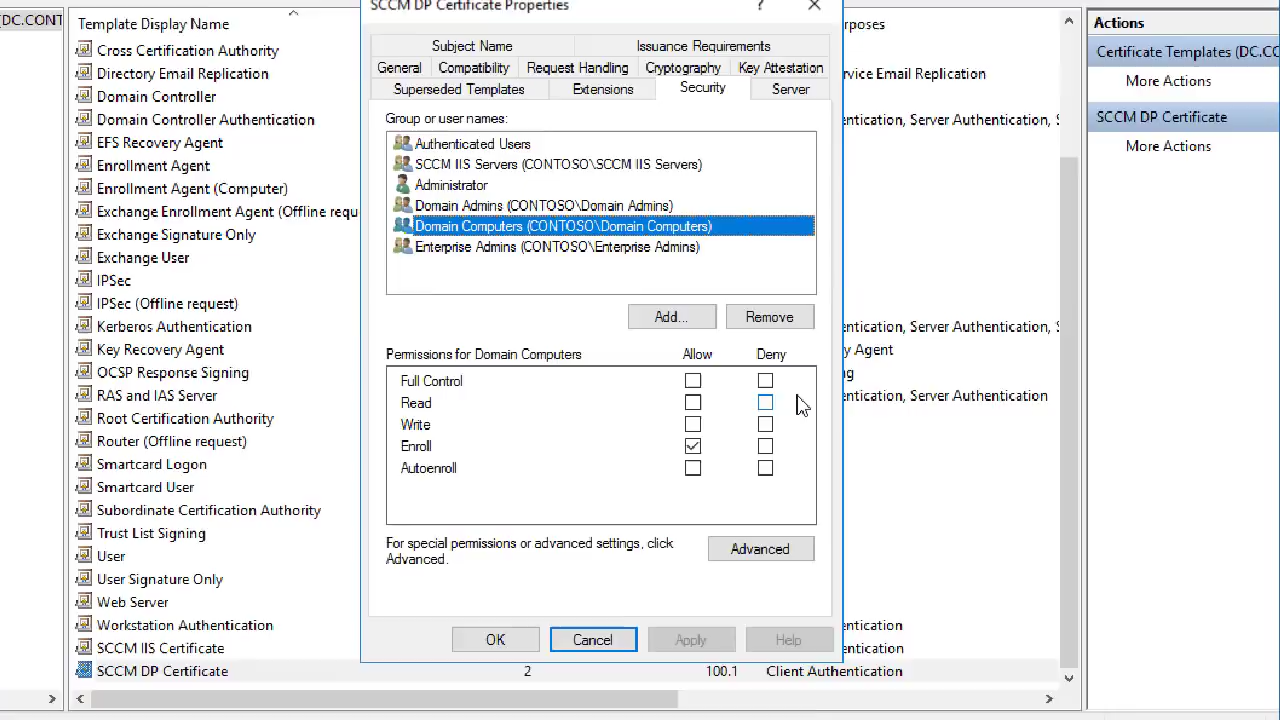 (DC.CONT
Template Display Name
Cross Certification Authority
Directory Email Replication
Domain Controller
Domain Controller Authentication
EFS Recovery Agent
Enrollment Agent
Enrollment Agent (Computer)
Exchange Enrollment Agent (Offline requ
Exchange Signature Only
Exchange User
IPSec
IPSec (Offline request)
Kerberos Authentication
Key Recovery Agent
OCSP Response Signing
RAS and IAS Server
Root Certification Authority
Router (Offline request)
Smartcard Logon
Smartcard User
Subordinate Certification Authority
Trust List Signing
User
User Signature Only
Web Server
Workstation Authentication
SCCM IIS Certificate
SCCM DP Certificate
2
100.1
Client Authentication
SCCM DP Certificate Properties
?
Subject Name
Issuance Requirements
General
Compatibility
Request Handling
Cryptography
Key Attestation
Superseded Templates
Extensions
Security
Server
Group or user names:
Authenticated Users
SCCM IIS Servers (CONTOSO\SCCM IIS Servers)
Administrator
Domain Admins (CONTOSO\Domain Admins)
Domain Computers (CONTOSO\Domain Computers)
Enterprise Admins (CONTOSO\Enterprise Admins)
Add...
Remove
Permissions for Domain Computers
Allow
Deny
Full Control
Read
Write
Enroll
Autoenroll
For special permissions or advanced settings, click
Advanced.
Advanced
OK
Cancel
Apply
Help
rposes
rvice Email Replication
entication, Server Authentication, S
entication, Server Authentication, S
y Agent
ng
entication, Server Authentication
entication
entication
Actions
Certificate Templates (DC.CO
More Actions
SCCM DP Certificate
More Actions